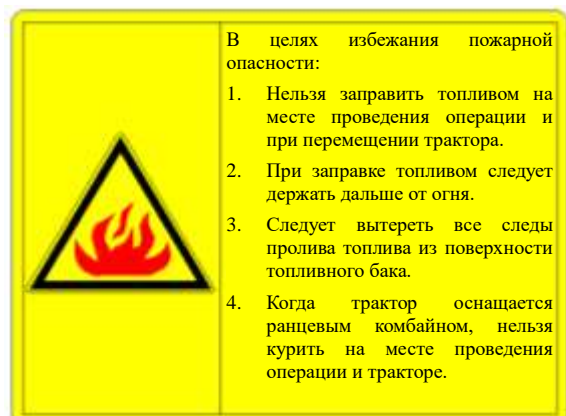 В целях избежания пожарной
опасности:
1. Нельзя заправить топливом на
месте проведения операции и
при перемещении трактора.
2. При заправке топливом следует
держать дальше от огня.
3. Следует вытереть все следы
пролива топлива из поверхности
топливного бака.
4. Когда трактор оснащается
ранцевым комбайном, нельзя
курить на месте проведения
операции и тракторе.